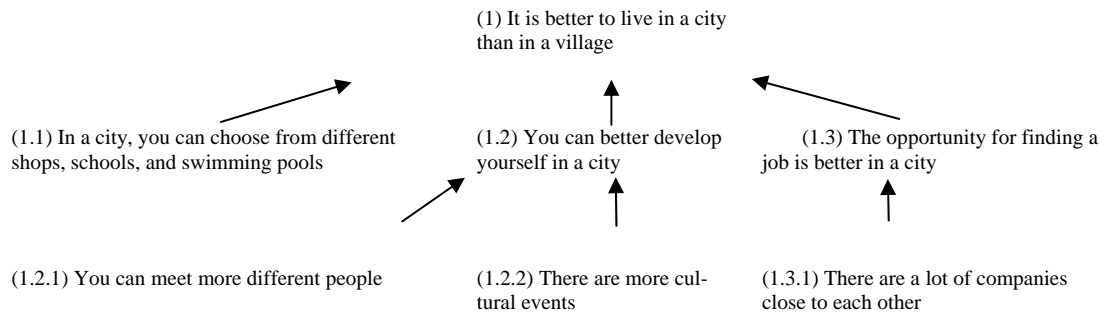 (1) It is better to live in a city
than in a village
(1.1) In a city, you can choose from different
shops, schools, and swimming pools
(1.2) You can better develop
yourself in a city
(1.3) The opportunity for finding a
job is better in a city
(1.2.1) You can meet more different people
(1.2.2) There are more cul-
tural events
(1.3.1) There are a lot of companies
close to each other